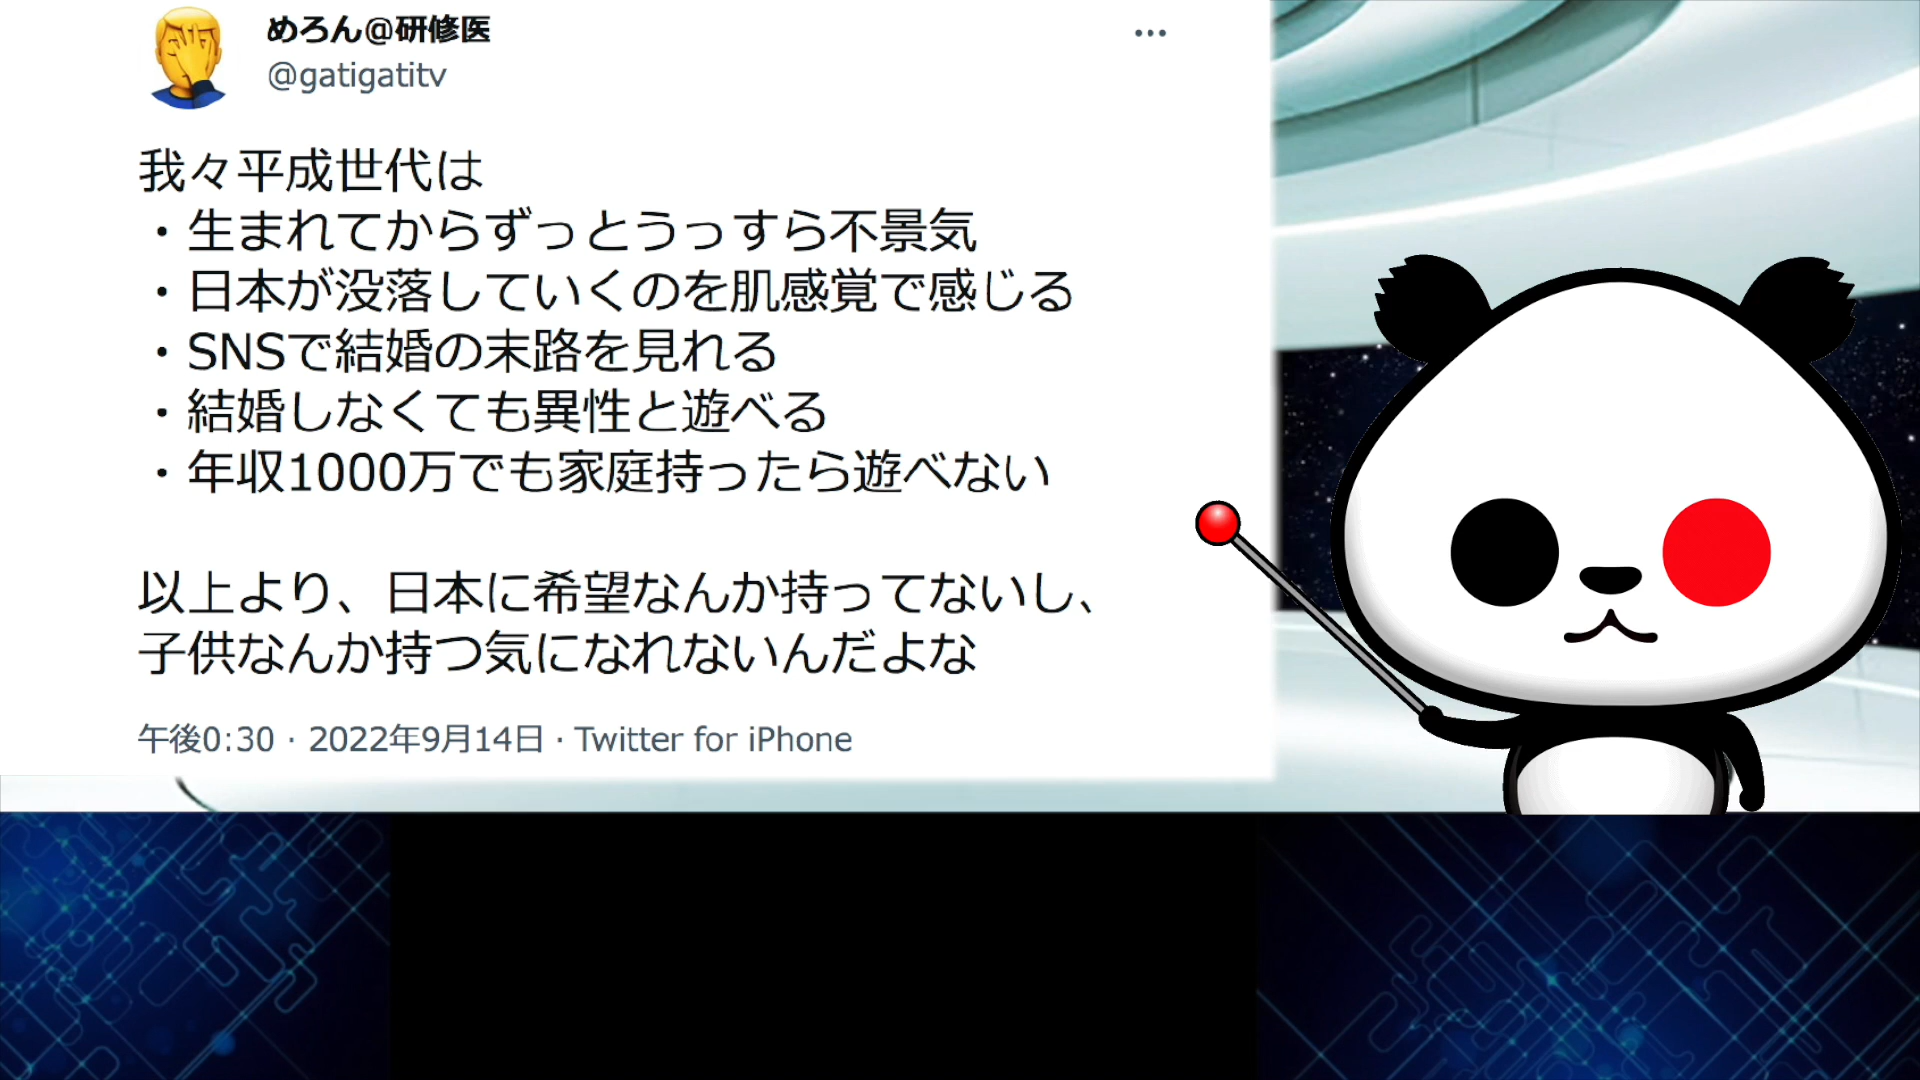 めろん@研修医
@gatigatitv
我々平成世代は
・生まれてからずっとうっすら不景気
・日本が没落していくのを肌感覚で感じる
・SNSで結婚の末路を見れる
・結婚しなくても異性と遊べる
・年収1000万でも家庭持ったら遊べない
以上より、日本に希望なんか持ってないし、
子供なんか持つ気になれないんだよな
午後0:30 · 2022年9月14日 · Twitter for iPhone